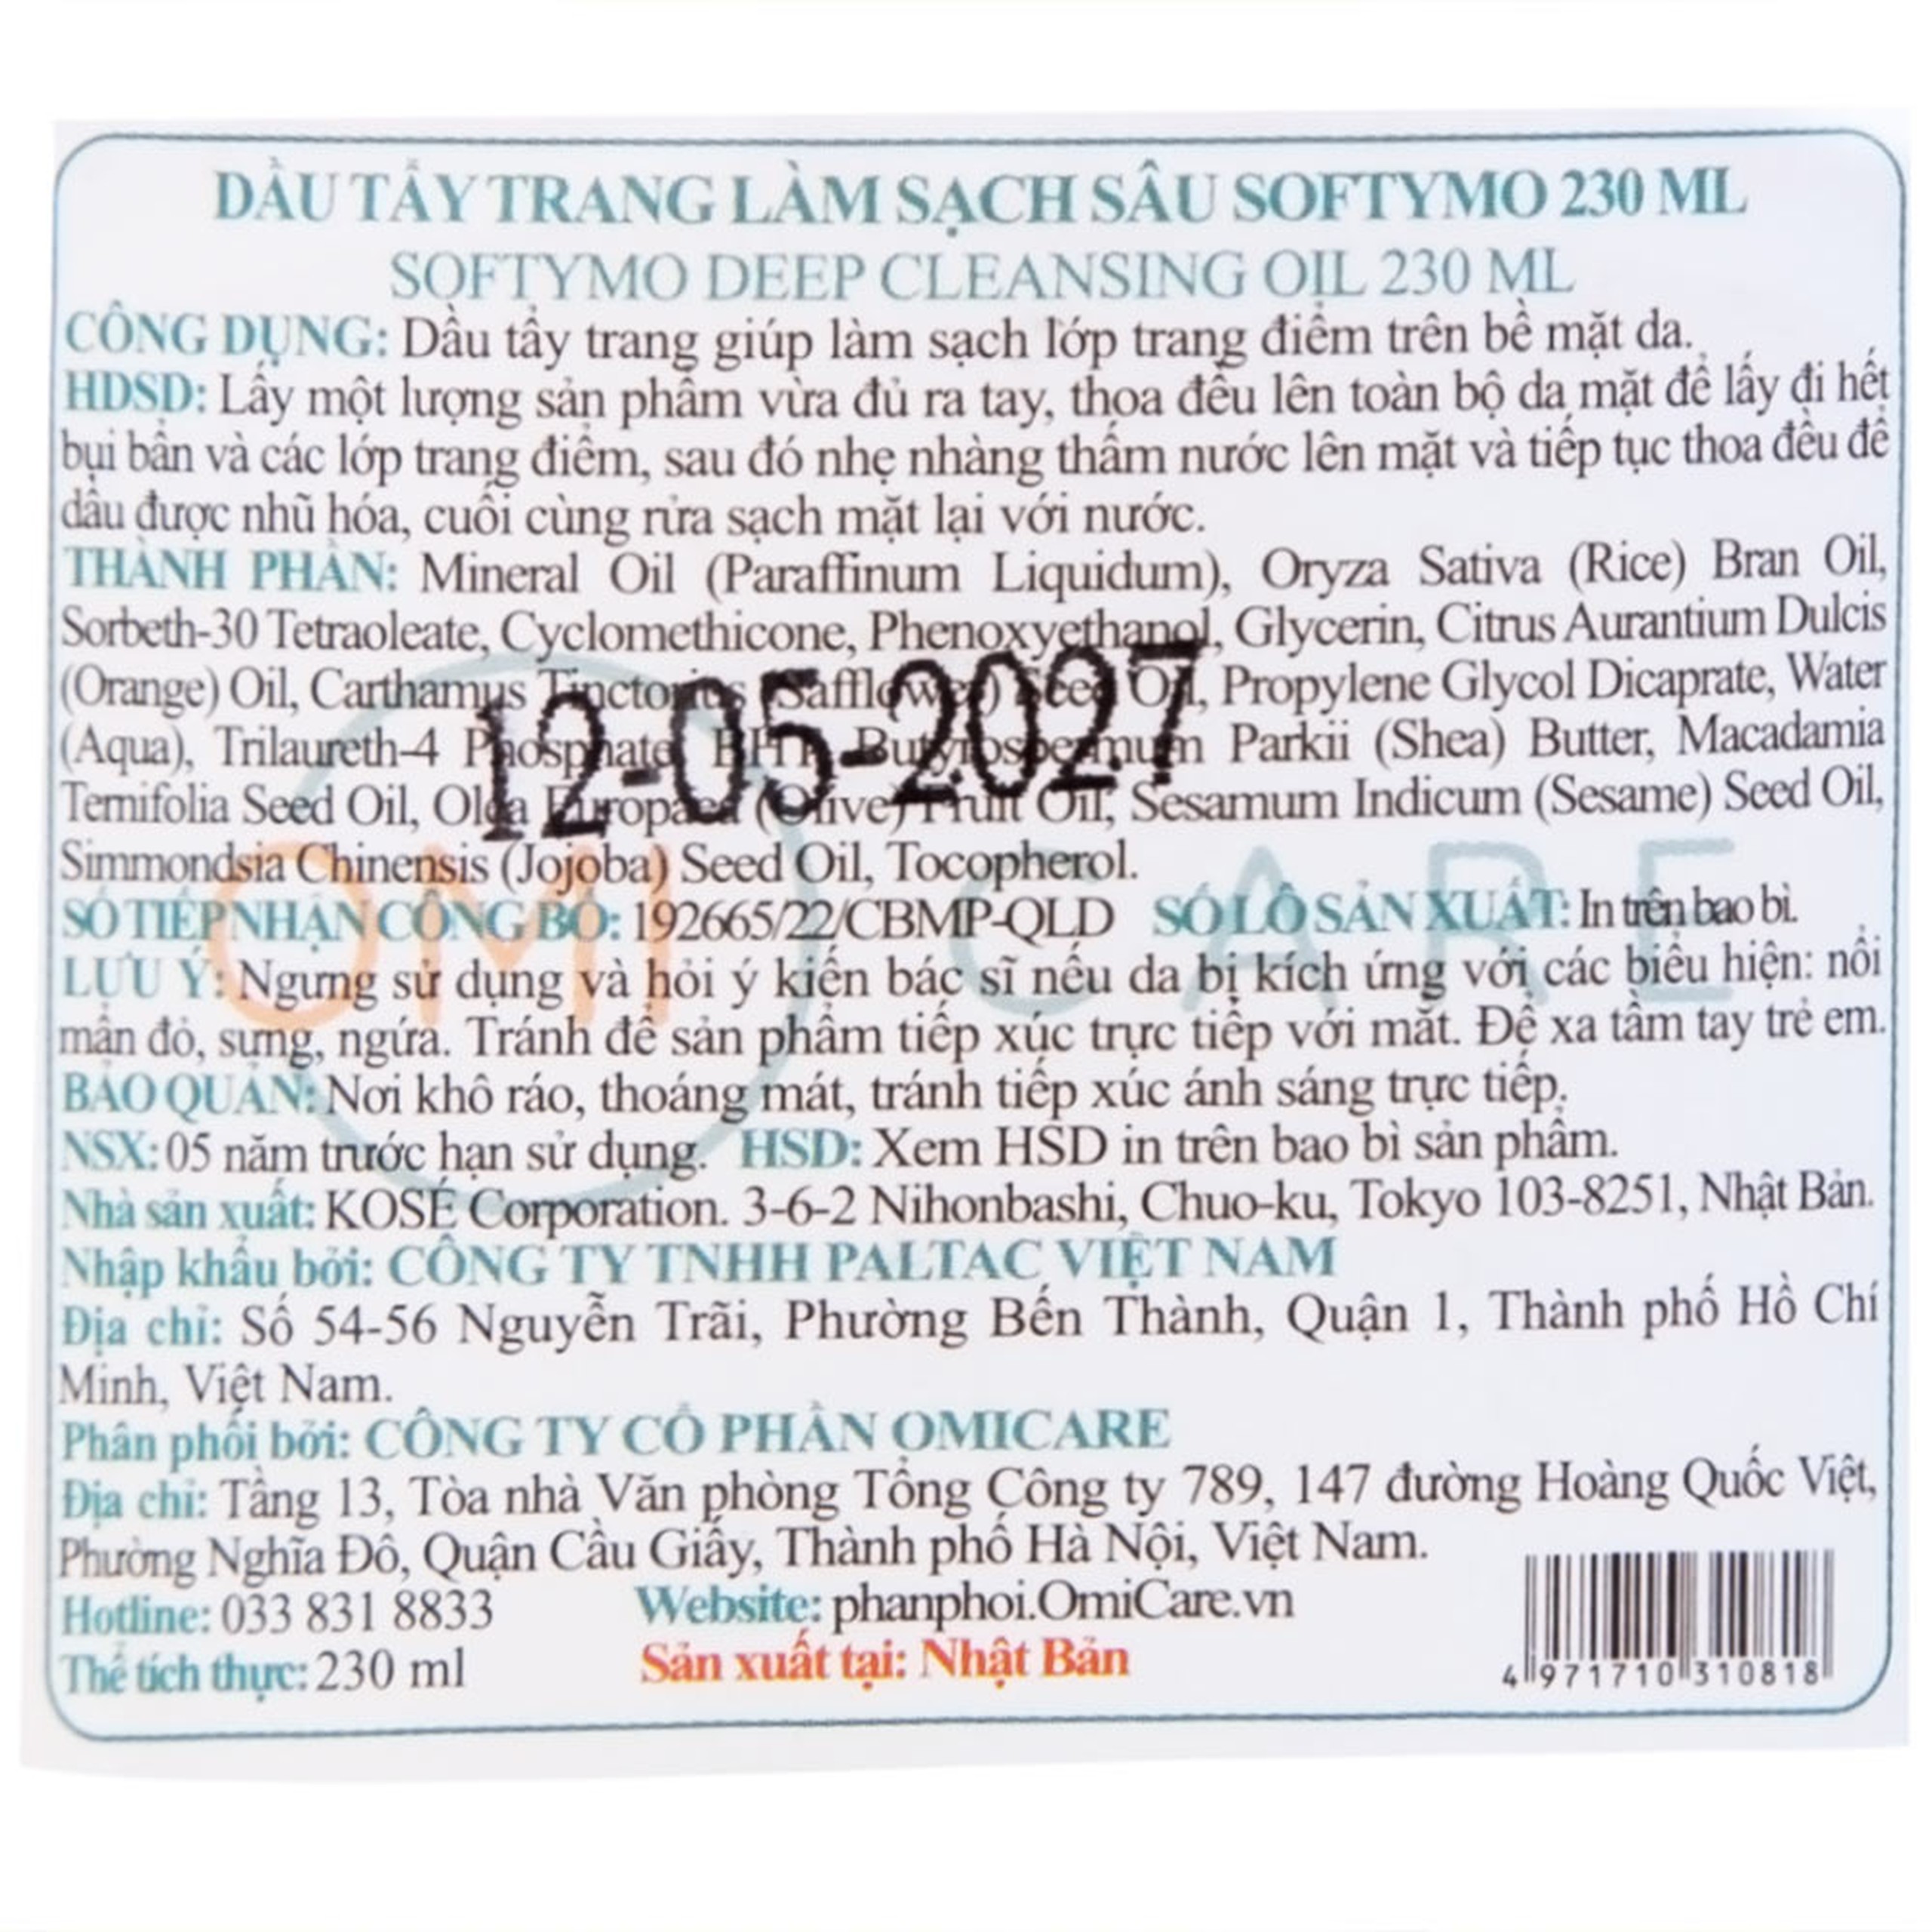 DẦU TẨY TRANG LÀM SẠCH SÂU SOFTYMO 230 ML
SOFTYMO DEEP CLEANSING OIL 230 ML
CÔNG DỤNG: Dầu tẩy trang giúp làm sạch lớp trang điểm trên bề mặt da.
HDSD: Lấy một lượng sản phẩm vừa đủ ra tay, thoa đều lên toàn bộ da mặt để lấy đi hết
bụi bẩn và các lớp trang điểm, sau đó nhẹ nhàng thấm nước lên mặt và tiếp tục thoa đều để
dầu được nhũ hóa, cuối cùng rửa sạch mặt lại với nước.
THÀNH PHẦN: Mineral Oil (Paraffinum Liquidum), Oryza Sativa (Rice) Bran Oil,
Sorbeth-30 Tetraoleate, Cyclomethicone, Phenoxyethanol, Glycerin, Citrus Aurantium Dulcis
(Orange) Oil, Carthamus Tinctorius (Safflower) Seed Oil, Propylene Glycol Dicaprate, Water
(Aqua), Trilaureth-4 Phosphate, BHT, Butyrospermum Parkii (Shea) Butter, Macadamia
Ternifolia Seed Oil, Olea Europaea (Olive) Fruit Oil, Sesamum Indicum (Sesame) Seed Oil,
Simmondsia Chinensis (Jojoba) Seed Oil, Tocopherol.
12-05-2027
OMI CARE
SỐ TIẾP NHẬN CÔNG BỐ: 192665/22/CBMP-QLD SỐ LÔ SẢN XUẤT: In trên bao bì.
LƯU Ý: Ngưng sử dụng và hỏi ý kiến bác sĩ nếu da bị kích ứng với các biểu hiện: nổi
mẩn đỏ, sưng, ngứa. Tránh để sản phẩm tiếp xúc trực tiếp với mắt. Để xa tầm tay trẻ em.
BẢO QUẢN: Nơi khô ráo, thoáng mát, tránh tiếp xúc ánh sáng trực tiếp.
NSX: 05 năm trước hạn sử dụng. HSD: Xem HSD in trên bao bì sản phẩm.
Nhà sản xuất: KOSÉ Corporation. 3-6-2 Nihonbashi, Chuo-ku, Tokyo 103-8251, Nhật Bản.
Nhập khẩu bởi: CÔNG TY TNHH PALTAC VIỆT NAM
Địa chỉ: Số 54-56 Nguyễn Trãi, Phường Bến Thành, Quận 1, Thành phố Hồ Chí
Minh, Việt Nam.
Phân phối bởi: CÔNG TY CỔ PHẦN OMICARE
Địa chỉ: Tầng 13, Tòa nhà Văn phòng Tổng Công ty 789, 147 đường Hoàng Quốc Việt,
Phường Nghĩa Đô, Quận Cầu Giấy, Thành phố Hà Nội, Việt Nam.
Hotline: 033 831 8833 Website: phanphoi.OmiCare.vn
Thể tích thực: 230 ml Sản xuất tại: Nhật Bản
4 971710 310818